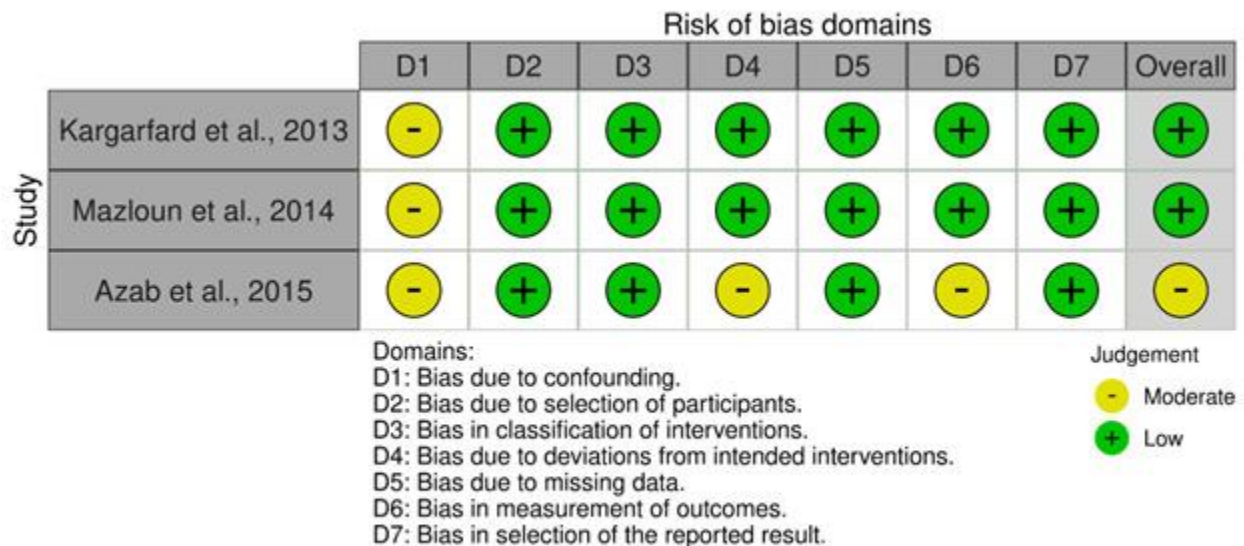 Risk of bias domains
D1 D2 D3 D4 D5 D6 D7 Overall
Study
Kargarfard et al., 2013 - + + + + + + +
Mazloun et al., 2014 - + + + + + + +
Azab et al., 2015 - + + - + - + -
Domains:
D1: Bias due to confounding.
D2: Bias due to selection of participants.
D3: Bias in classification of interventions.
D4: Bias due to deviations from intended interventions.
D5: Bias due to missing data.
D6: Bias in measurement of outcomes.
D7: Bias in selection of the reported result.
Judgement
- Moderate
+ Low